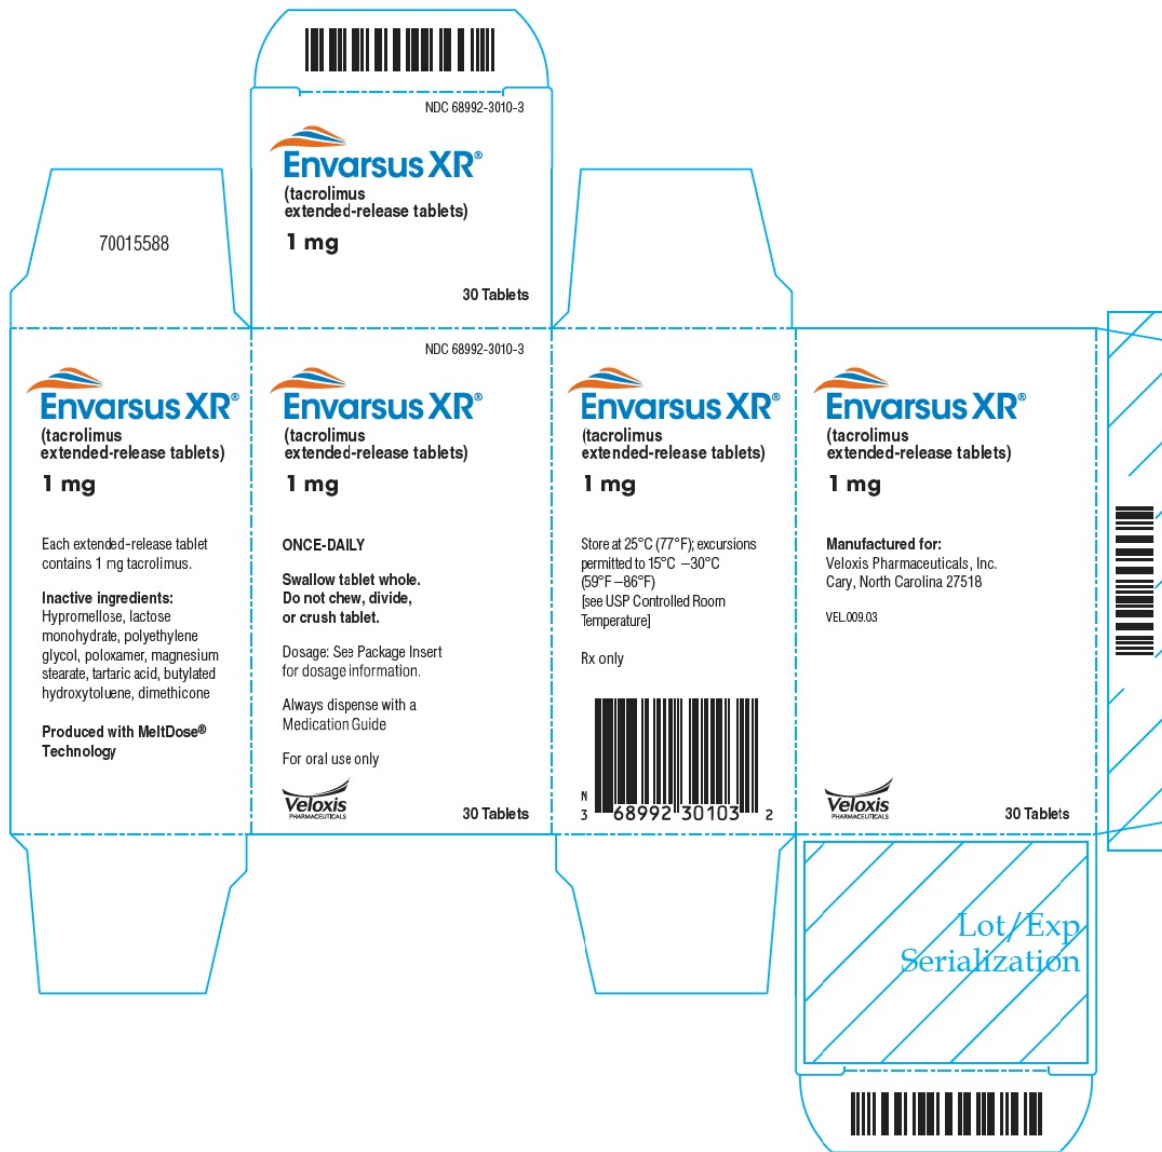 NDC 68992-3010-3
Envarsus XR®
(tacrolimus
extended-release tablets)
1 mg
30 Tablets
70015588
Envarsus XR®
(tacrolimus
extended-release tablets)
1 mg
Each extended-release tablet
contains 1 mg tacrolimus.
Inactive ingredients:
Hypromellose, lactose
monohydrate, polyethylene
glycol, poloxamer, magnesium
stearate, tartaric acid, butylated
hydroxytoluene, dimethicone
Produced with MeltDose®
Technology
NDC 68992-3010-3
Envarsus XR®
(tacrolimus
extended-release tablets)
1 mg
ONCE-DAILY
Swallow tablet whole.
Do not chew, divide,
or crush tablet.
Dosage: See Package Insert
for dosage information.
Always dispense with a
Medication Guide
For oral use only
Veloxis
PHARMACEUTICALS
30 Tablets
Envarsus XR®
(tacrolimus
extended-release tablets)
1 mg
Store at 25°C (77°F); excursions
permitted to 15°C –30°C
(59°F –86°F)
[see USP Controlled Room
Temperature]
Rx only
N
3 68992 30103 2
Envarsus XR®
(tacrolimus
extended-release tablets)
1 mg
Manufactured for:
Veloxis Pharmaceuticals, Inc.
Cary, North Carolina 27518
VEL.009.03
Veloxis
PHARMACEUTICALS
30 Tablets
Lot/Exp
Serialization